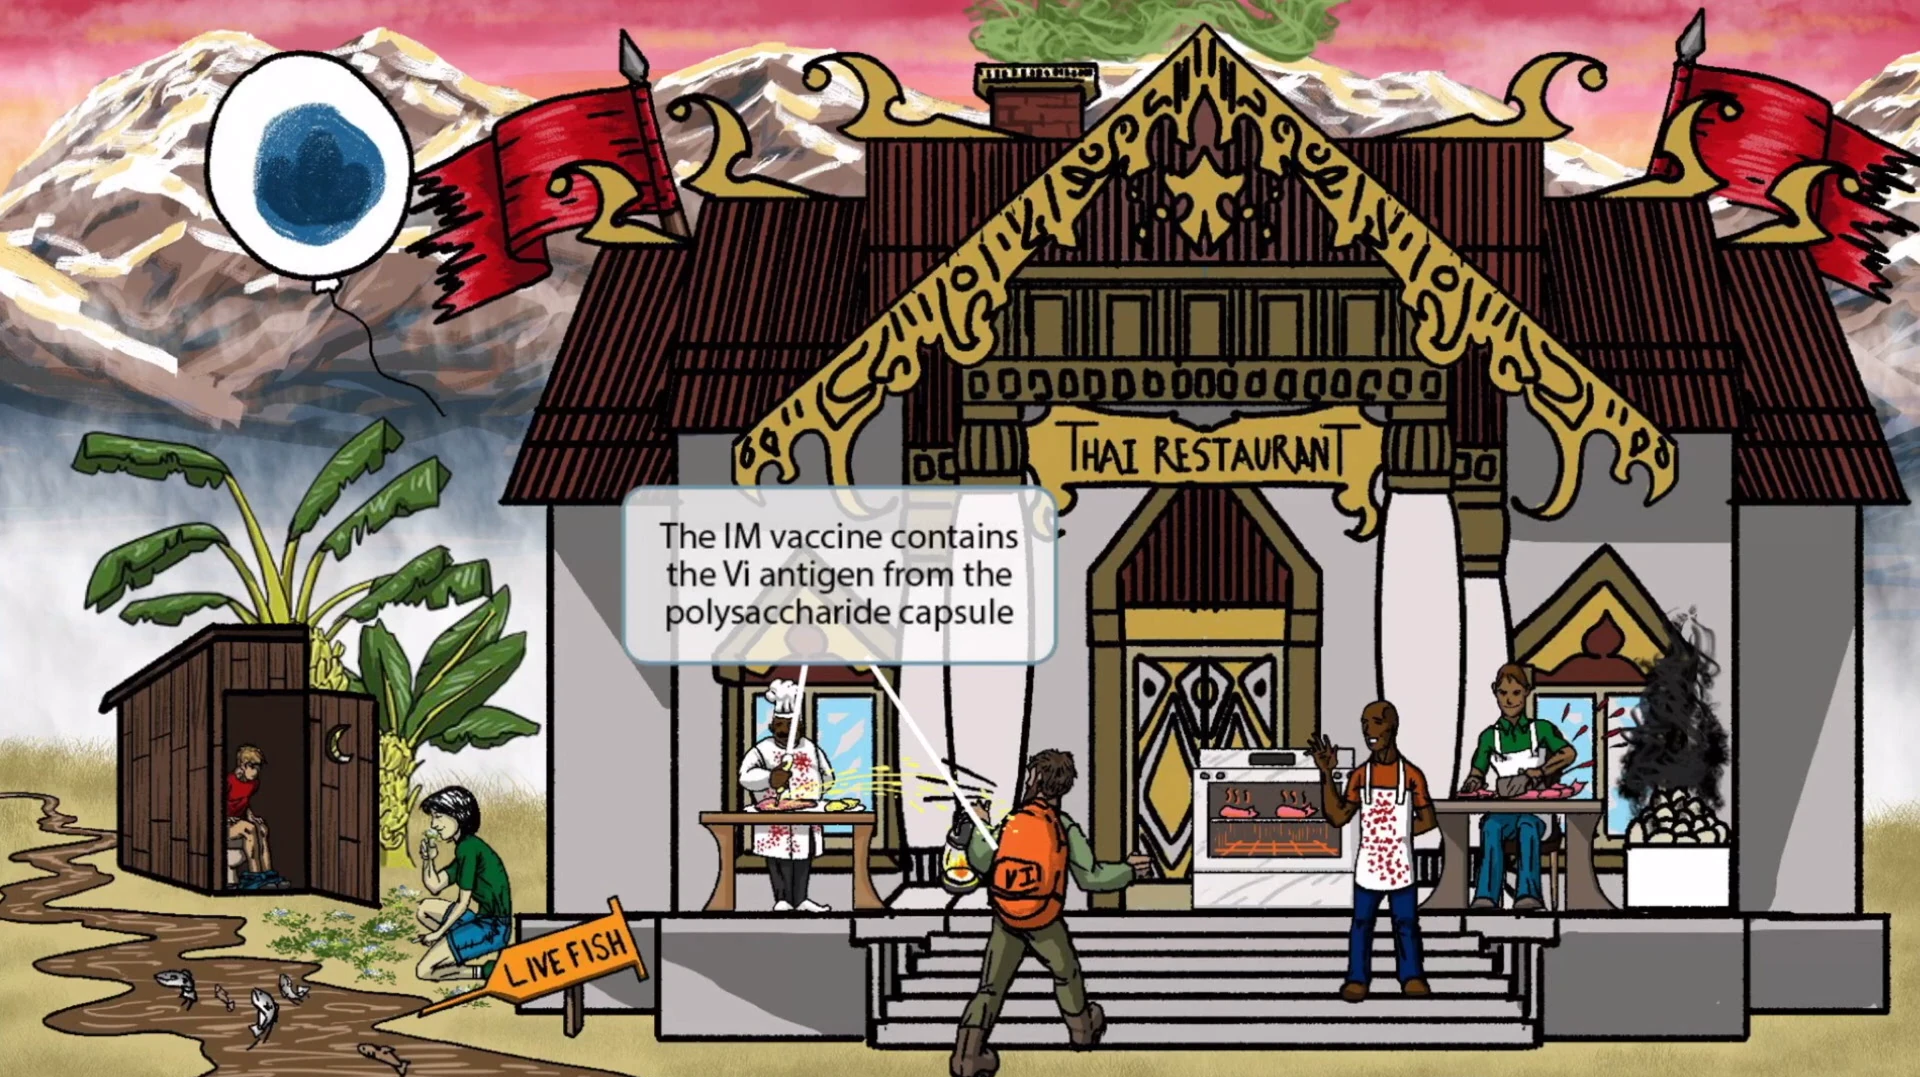 THAI RESTAURANT
The IM vaccine contains
the Vi antigen from the
polysaccharide capsule
VI
LIVE FISH